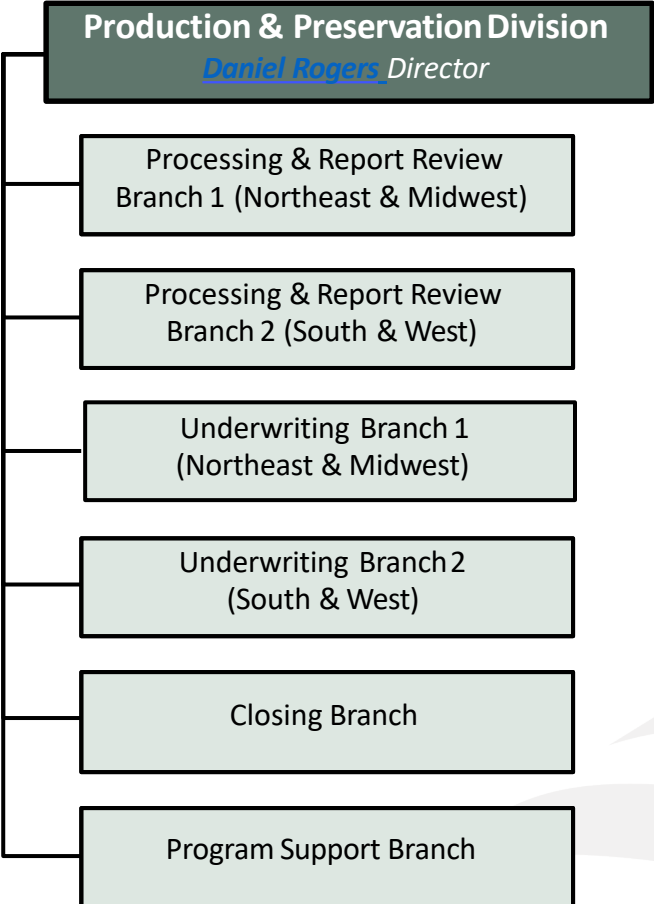 Production & Preservation Division
Daniel Rogers Director
Processing & Report Review
Branch 1 (Northeast & Midwest)
Processing & Report Review
Branch 2 (South & West)
Underwriting Branch 1
(Northeast & Midwest)
Underwriting Branch 2
(South & West)
Closing Branch
Program Support Branch